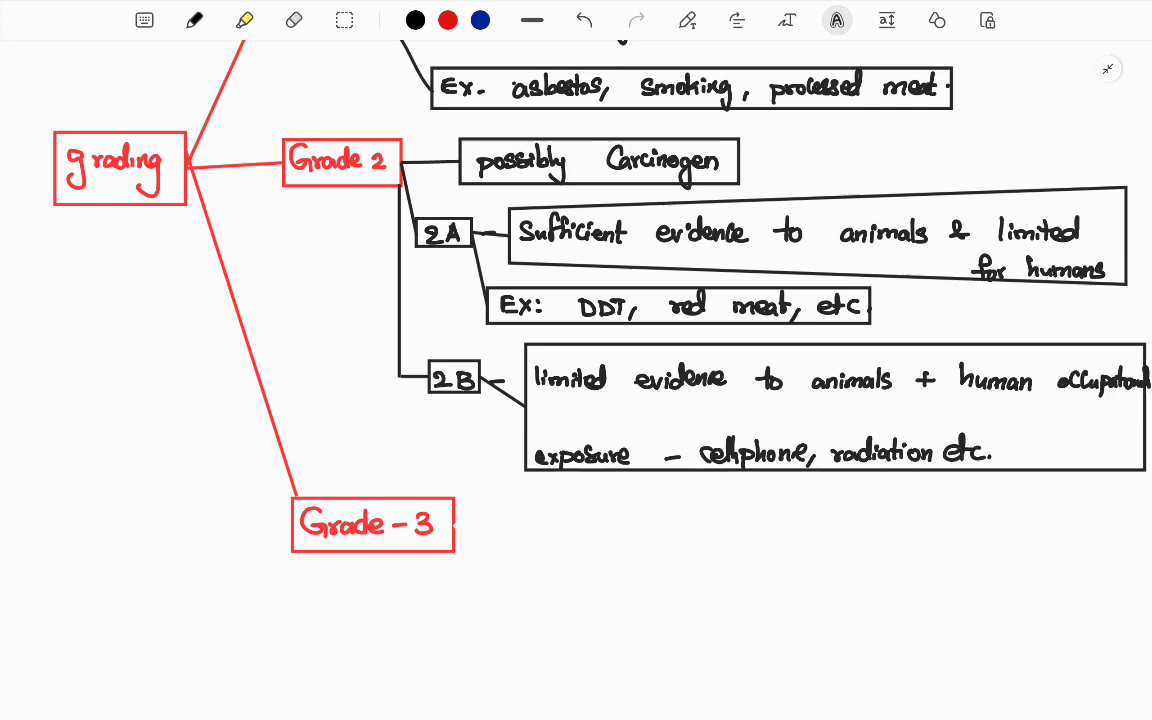 Ex. asbestos, smoking, processed meat.
grading
Grade 2
possibly Carcinogen
2A
Sufficient evidence to animals & limited
for humans
Ex: DDT, red meat, etc.
2B
limited evidence to animals + human occupational
exposure - cellphone, radiation etc.
Grade - 3